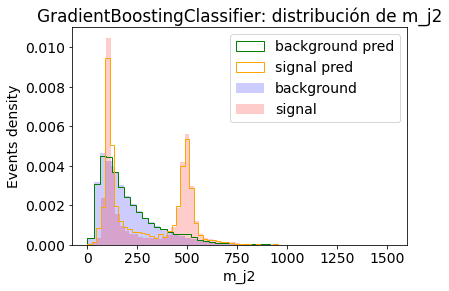 GradientBoostingClassifier: distribución de m_j2
Events density
0.010
0.008
0.006
0.004
0.002
0.000
background pred
signal pred
background
signal
0 250 500 750 1000 1250 1500
m_j2